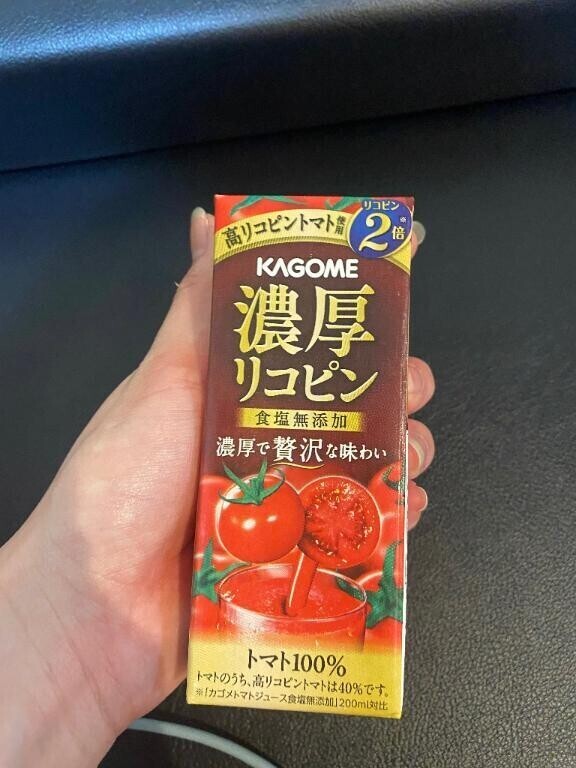 高リコピントマト使用
リコピン
2倍※
KAGOME
濃厚
リコピン
食塩無添加
濃厚で贅沢な味わい
トマト100%
トマトのうち、高リコピントマトは40%です。
※「カゴメトマトジュース食塩無添加」200ml対比